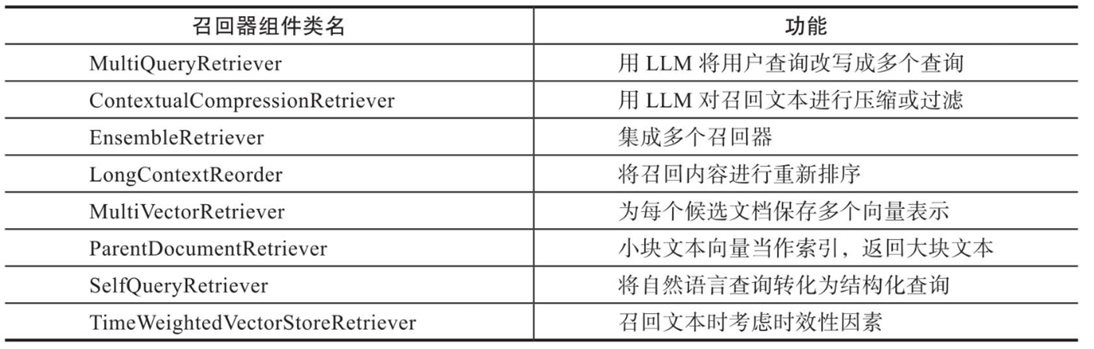 召回器组件类名 功能
MultiQueryRetriever 用 LLM 将用户查询改写成多个查询
ContextualCompressionRetriever 用 LLM 对召回文本进行压缩或过滤
EnsembleRetriever 集成多个召回器
LongContextReorder 将召回内容进行重新排序
MultiVectorRetriever 为每个候选文档保存多个向量表示
ParentDocumentRetriever 小块文本向量当作索引，返回大块文本
SelfQueryRetriever 将自然语言查询转化为结构化查询
TimeWeightedVectorStoreRetriever 召回文本时考虑时效性因素